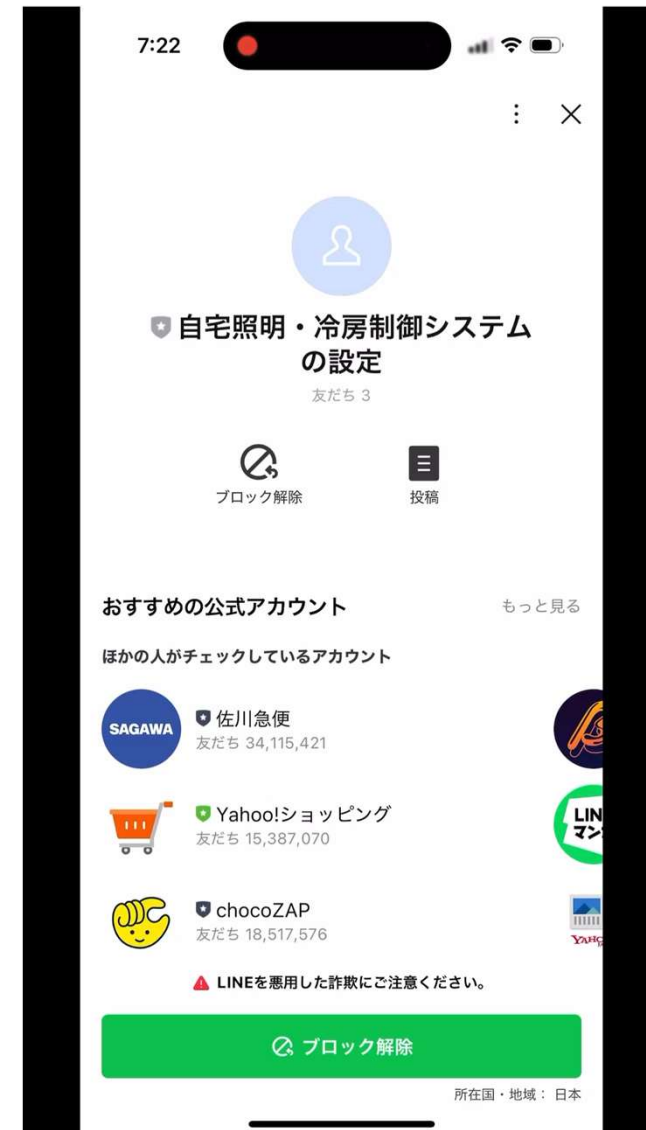 7:22
自宅照明・冷房制御システム
の設定
友だち 3
ブロック解除
投稿
おすすめの公式アカウント
もっと見る
ほかの人がチェックしているアカウント
SAGAWA
佐川急便
友だち 34,115,421
Yahoo!ショッピング
友だち 15,387,070
LIN
マン
chocoZAP
友だち 18,517,576
YAH
LINEを悪用した詐欺にご注意ください。
ブロック解除
所在国・地域: 日本